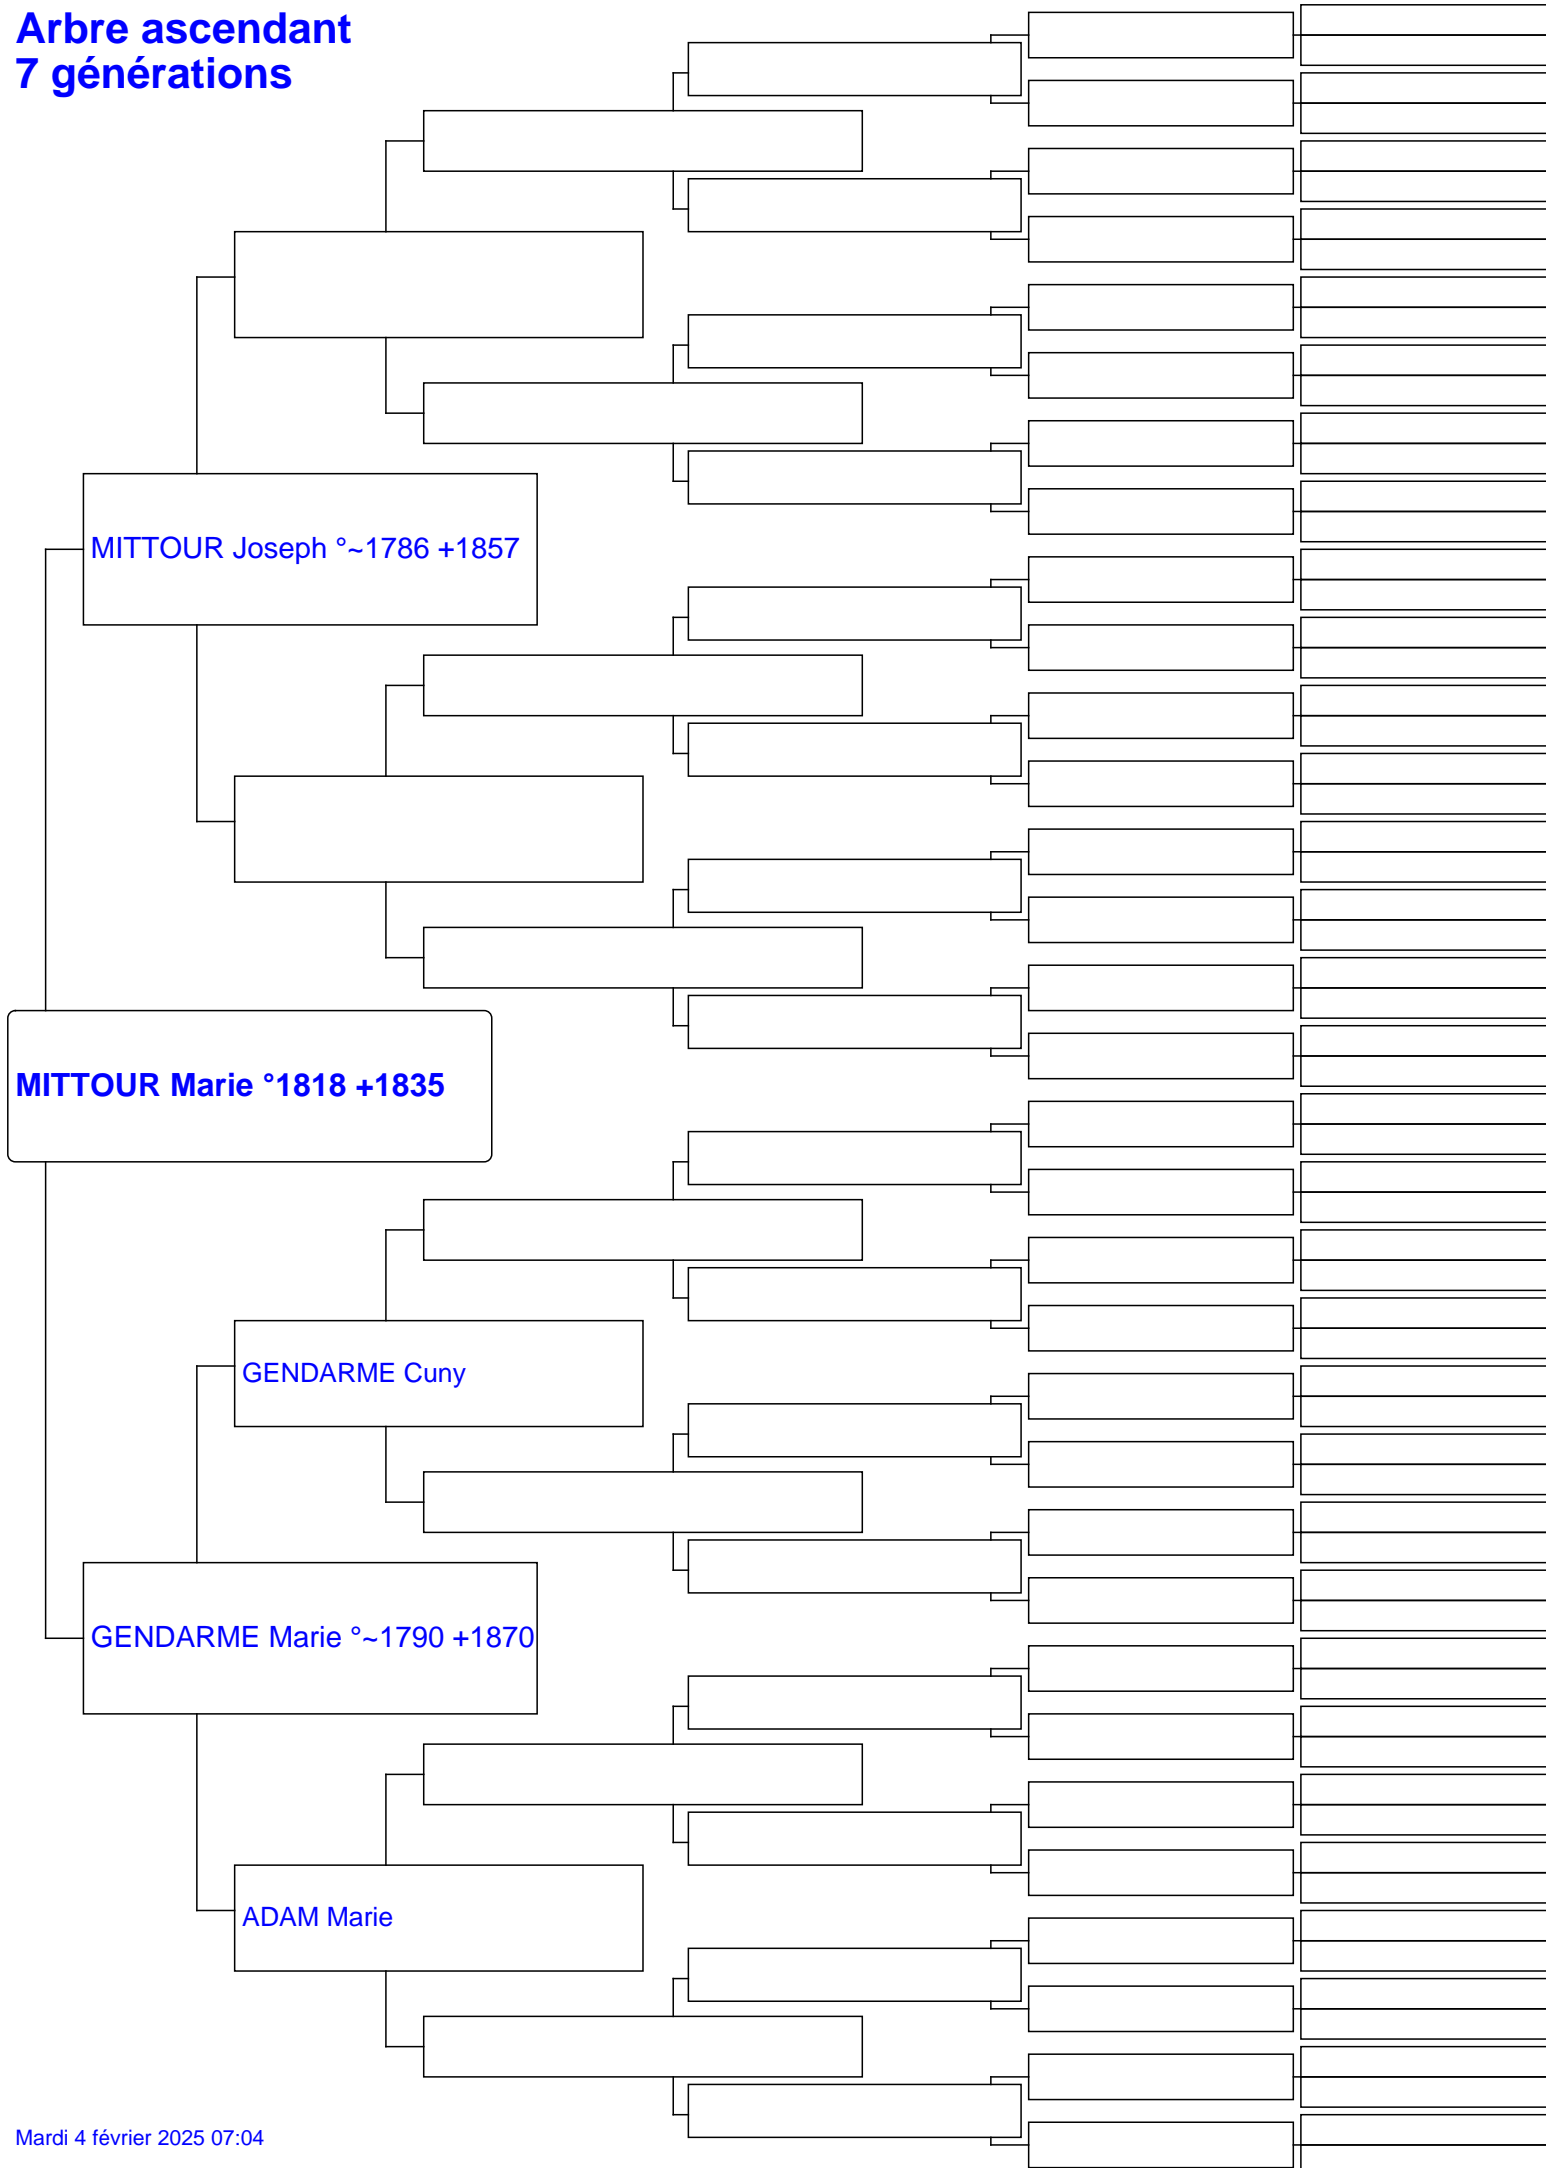 Arbre ascendant
7 générations
MITTOUR Joseph °~1786 +1857
MITTOUR Marie °1818 +1835
GENDARME Cuny
GENDARME Marie °~1790 +1870
ADAM Marie
Mardi 4 février 2025 07:04